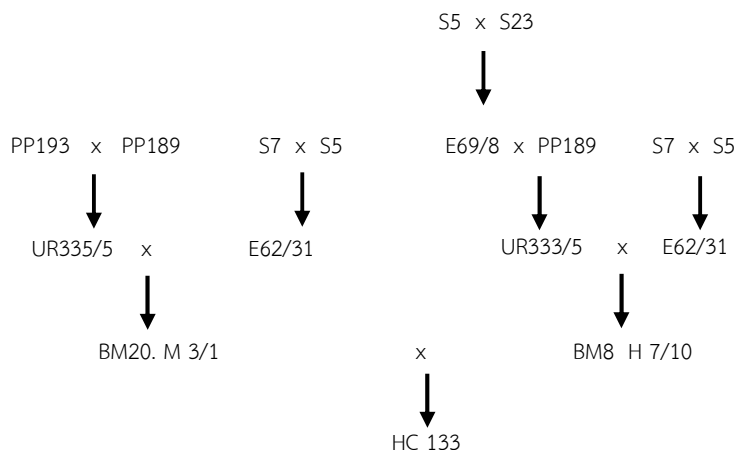 S5 x S23
PP193 x PP189 S7 x S5 E69/8 x PP189 S7 x S5
UR335/5 x E62/31 UR333/5 x E62/31
BM20. M 3/1 x BM8 H 7/10
HC 133